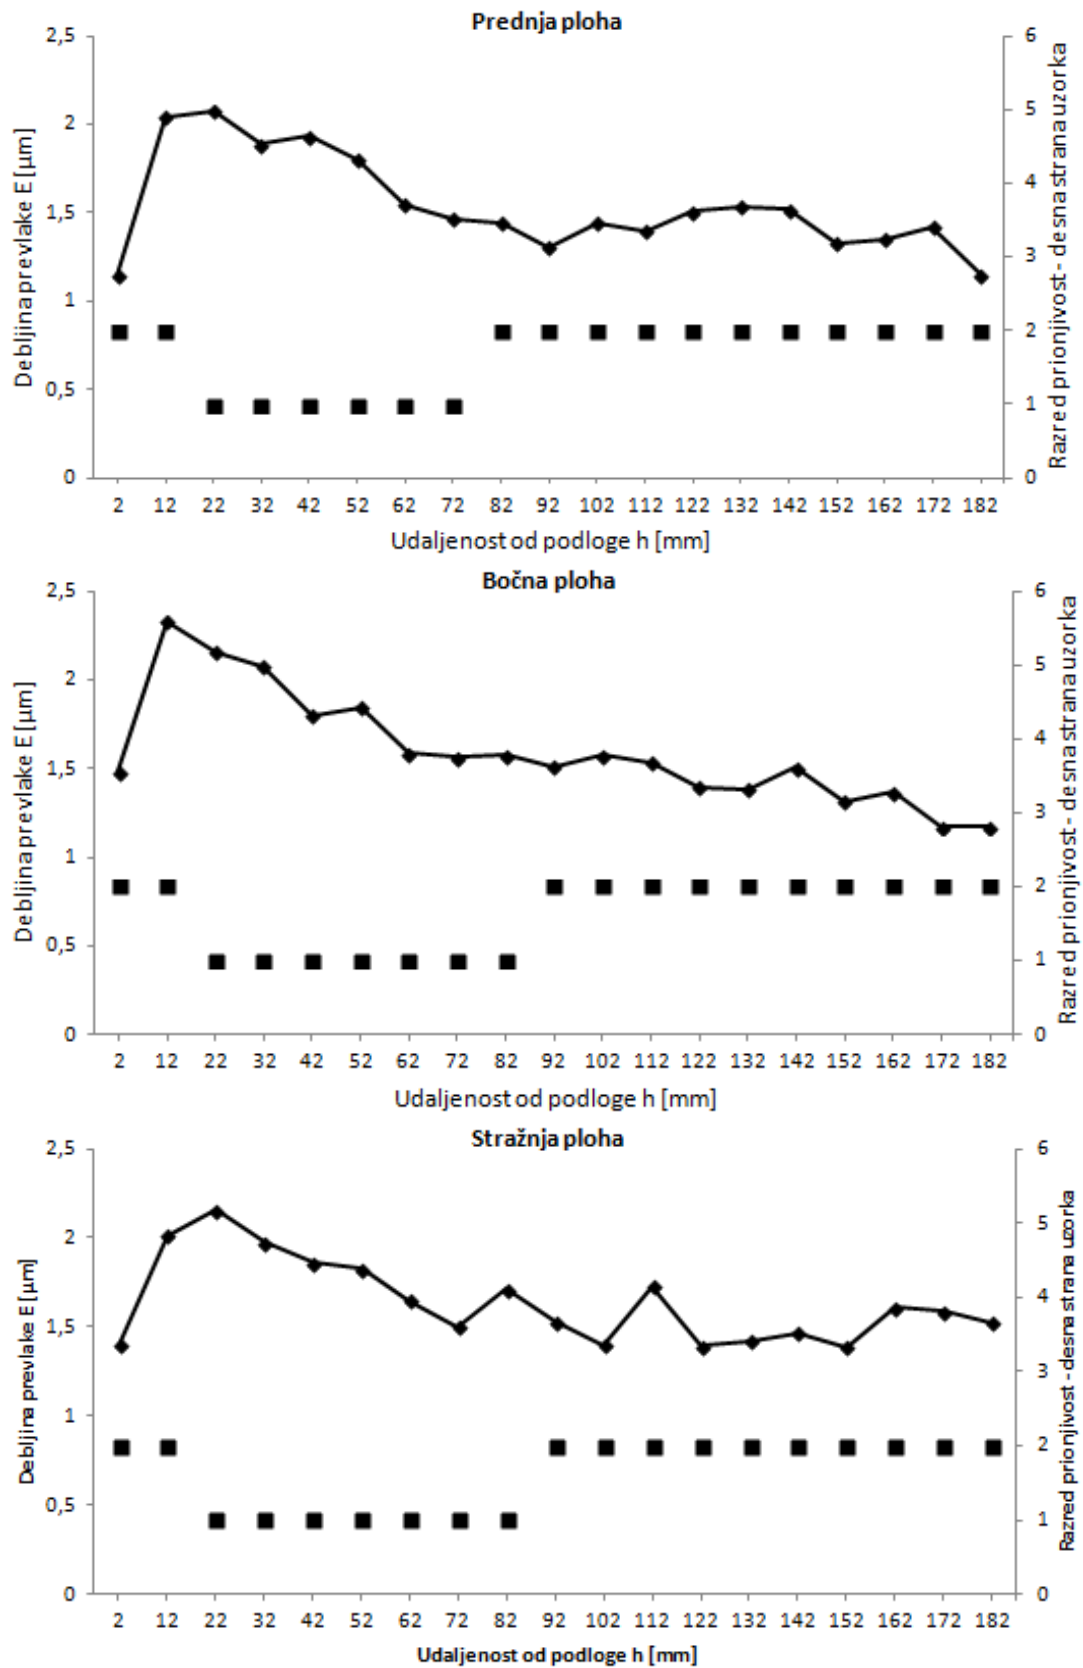 Prednja ploha
Debljina prevlake E [µm]
2,5
2
1,5
1
0,5
0
6
5
4
3
2
1
0
Razred prionjivost - desna strana uzorka
2 12 22 32 42 52 62 72 82 92 102 112 122 132 142 152 162 172 182
Udaljenost od podloge h [mm]
Bočna ploha
Debljina prevlake E [µm]
2,5
2
1,5
1
0,5
0
6
5
4
3
2
1
0
Razred prionjivost - desna strana uzorka
2 12 22 32 42 52 62 72 82 92 102 112 122 132 142 152 162 172 182
Udaljenost od podloge h [mm]
Stražnja ploha
Debljina prevlake E [µm]
2,5
2
1,5
1
0,5
0
6
5
4
3
2
1
0
Razred prionjivost - desna strana uzorka
2 12 22 32 42 52 62 72 82 92 102 112 122 132 142 152 162 172 182
Udaljenost od podloge h [mm]